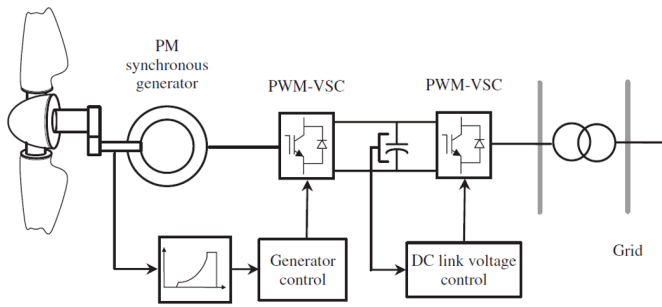 PM
synchronous
generator
PWM-VSC
PWM-VSC
Generator
control
DC link voltage
control
Grid